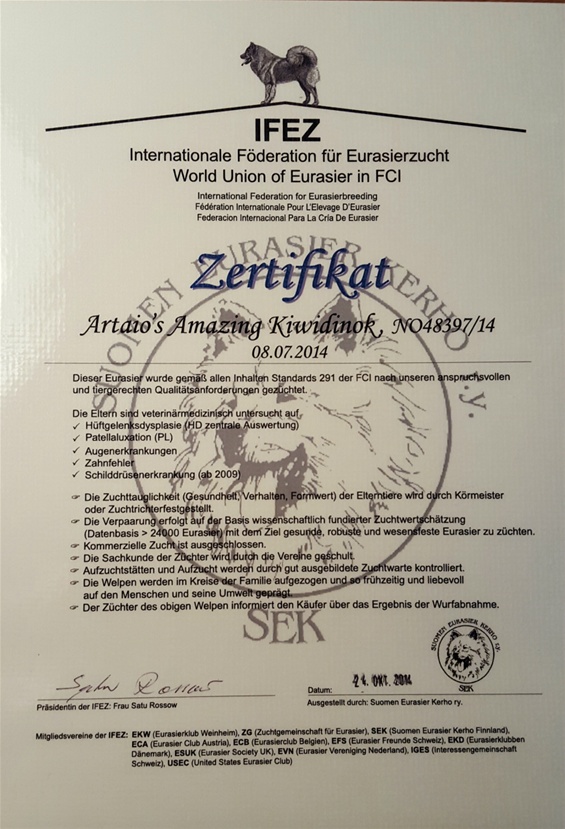 IFEZ
Internationale Föderation für Eurasierzucht
World Union of Eurasier in FCI
International Federation for Eurasierbreeding
Fédération Internationale Pour L'Elevage D'Eurasier
Federacion Internacional Para La Cria De Eurasier
SUOMEN EURASIER KERHO r.y.
Zertifikat
Artaio's Amazing Kiwidinok, NO48397/14
08.07.2014
Dieser Eurasier wurde gemäß allen Inhalten Standards 291 der FCI nach unseren anspruchsvollen
und tiergerechten Qualitätsanforderungen gezüchtet.
Die Eltern sind veterinärmedizinisch untersucht auf
✓ Hüftgelenksdysplasie (HD zentrale Auswertung)
✓ Patellaluxation (PL)
✓ Augenerkrankungen
✓ Zahnfehler
✓ Schilddrüsenerkrankung (ab 2009)
☞ Die Zuchttauglichkeit (Gesundheit, Verhalten, Formwert) der Elterntiere wird durch Körmeister
oder Zuchtrichterfestgestellt.
☞ Die Verpaarung erfolgt auf der Basis wissenschaftlich fundierter Zuchtwertschätzung
(Datenbasis > 24000 Eurasier) mit dem Ziel gesunde, robuste und wesensfeste Eurasier zu züchten.
☞ Kommerzielle Zucht ist ausgeschlossen.
☞ Die Sachkunde der Züchter wird durch die Vereine geschult.
☞ Aufzuchtstätten und Aufzucht werden durch gut ausgebildete Zuchtwarte kontrolliert.
☞ Die Welpen werden im Kreise der Familie aufgezogen und so frühzeitig und liebevoll
auf den Menschen und seine Umwelt geprägt.
☞ Der Züchter des obigen Welpen informiert den Käufer über das Ergebnis der Wurfabnahme.
SEK
SUOMEN EURASIER KERHO r.y.
SEK
Satu Rossow
Datum: 24. OKT. 2014
Präsidentin der IFEZ: Frau Satu Rossow
Ausgestellt durch: Suomen Eurasier Kerho ry.
Mitgliedsvereine der IFEZ: EKW (Eurasierklub Weinheim), ZG (Zuchtgemeinschaft für Eurasier), SEK (Suomen Eurasier Kerho Finnland),
ECA (Eurasier Club Austria), ECB (Eurasierclub Belgien), EFS (Eurasier Freunde Schweiz), EKD (Eurasierklubben
Dänemark), ESUK (Eurasier Society UK), EVN (Eurasier Vereniging Nederland), IGES (Interessengemeinschaft
Schweiz), USEC (United States Eurasier Club)